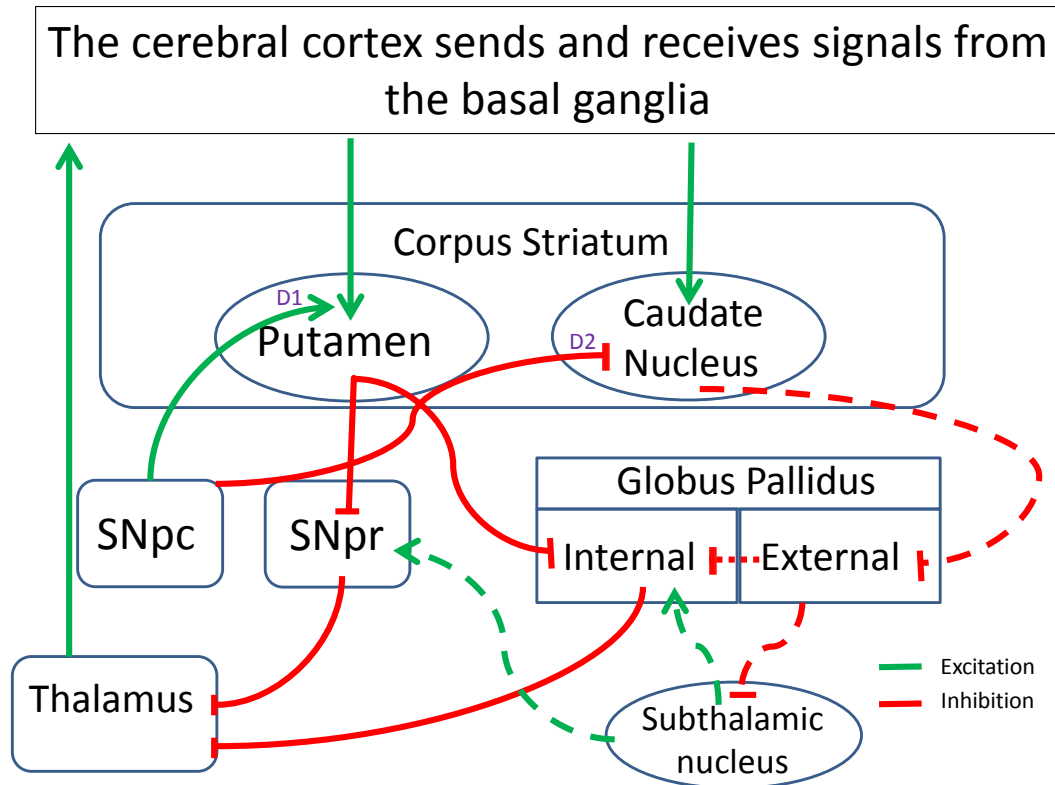 The cerebral cortex sends and receives signals from
the basal ganglia
Corpus Striatum
D1
Putamen
Caudate
D2
Nucleus
SNpc
SNpr
Globus Pallidus
Internal
External
Thalamus
Subthalamic
nucleus
Excitation
Inhibition